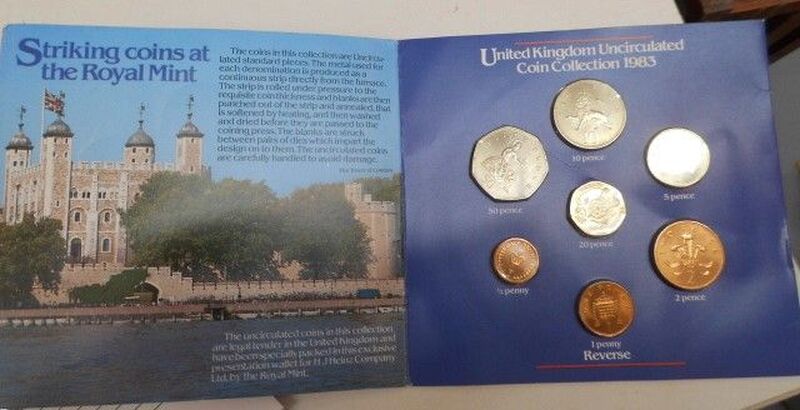 Striking coins at
the Royal Mint
The coins in this collection are Uncircu-
lated standard pieces. The metal used for
each denomination is produced as a
continuous strip directly from the furnace.
The strip is rolled under pressure to the
requisite coin thickness and blanks are then
punched out of the strip and annealed, that
is softened by heating, and then washed
and dried before they are passed to the
coining press. The blanks are struck
between pairs of dies which impart the
design on to them. The uncirculated coins
are carefully handled to avoid damage.
The uncirculated coins in this collection
are legal tender in the United Kingdom and
have been specially packed in this exclusive
presentation wallet for H.J Heinz Company
Ltd. by the Royal Mint.
United Kingdom Uncirculated
Coin Collection 1983
10 pence
5 pence
50 pence
20 pence
½ penny
2 pence
1 penny
Reverse